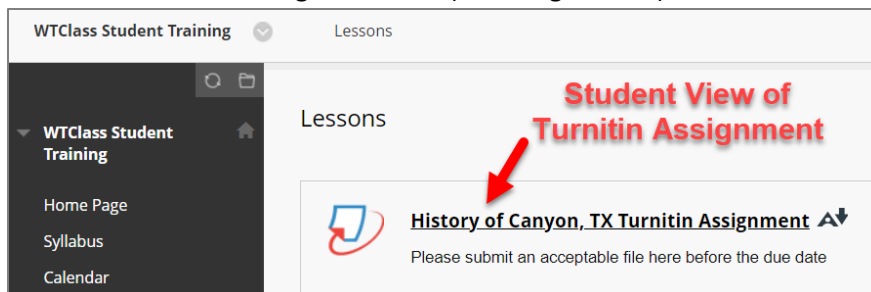 WTClass Student Training
Lessons
WTClass Student
Training
Home Page
Syllabus
Calendar
Lessons
Student View of
Turnitin Assignment
History of Canyon, TX Turnitin Assignment
Please submit an acceptable file here before the due date